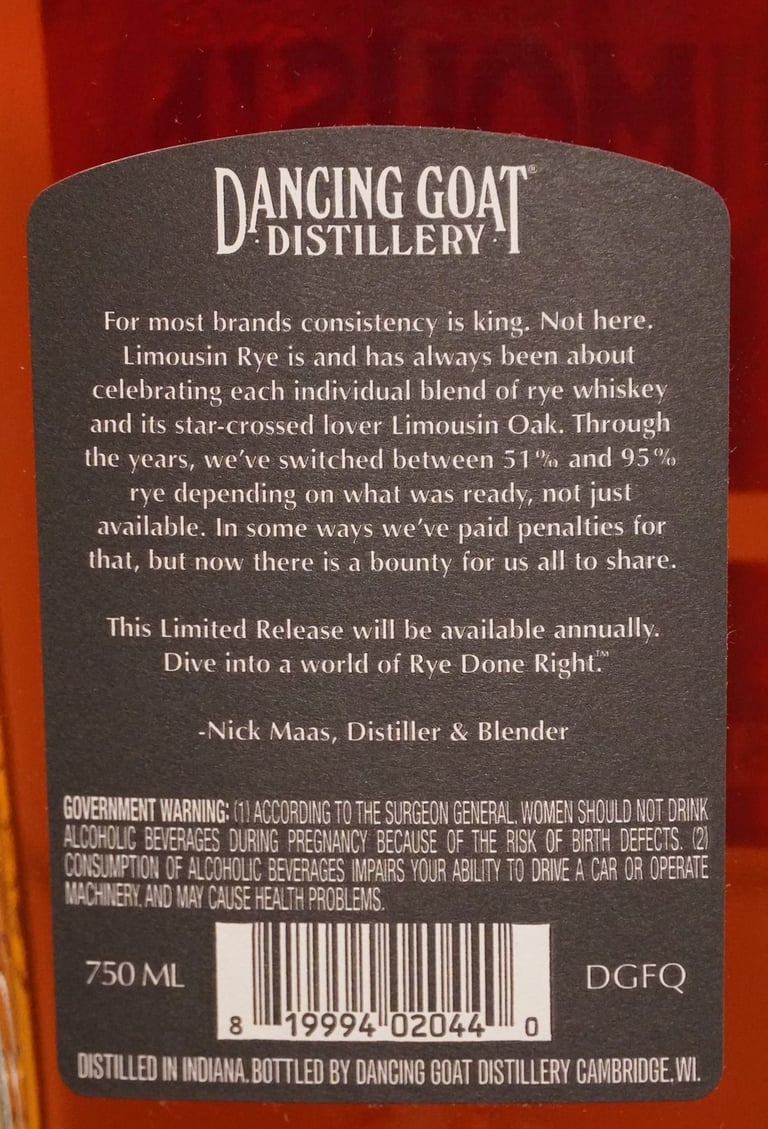 DANCING GOAT®
·DISTILLERY·
For most brands consistency is king. Not here.
Limousin Rye is and has always been about
celebrating each individual blend of rye whiskey
and its star-crossed lover Limousin Oak. Through
the years, we've switched between 51% and 95%
rye depending on what was ready, not just
available. In some ways we've paid penalties for
that, but now there is a bounty for us all to share.
This Limited Release will be available annually.
Dive into a world of Rye Done Right.™
-Nick Maas, Distiller & Blender
GOVERNMENT WARNING: (1) ACCORDING TO THE SURGEON GENERAL, WOMEN SHOULD NOT DRINK
ALCOHOLIC BEVERAGES DURING PREGNANCY BECAUSE OF THE RISK OF BIRTH DEFECTS. (2)
CONSUMPTION OF ALCOHOLIC BEVERAGES IMPAIRS YOUR ABILITY TO DRIVE A CAR OR OPERATE
MACHINERY, AND MAY CAUSE HEALTH PROBLEMS.
750 ML
DGFQ
8 19994 02044 0
DISTILLED IN INDIANA. BOTTLED BY DANCING GOAT DISTILLERY CAMBRIDGE, WI.